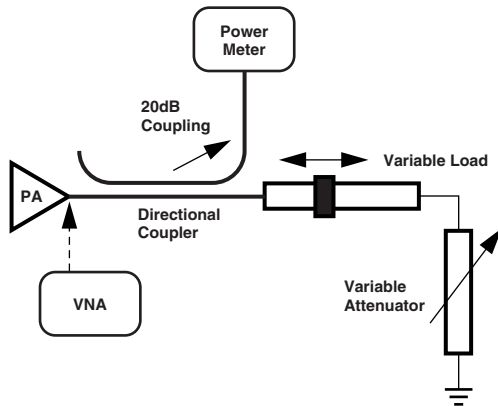 Power
Meter
20dB
Coupling
Variable Load
PA
Directional
Coupler
Variable
Attenuator
VNA